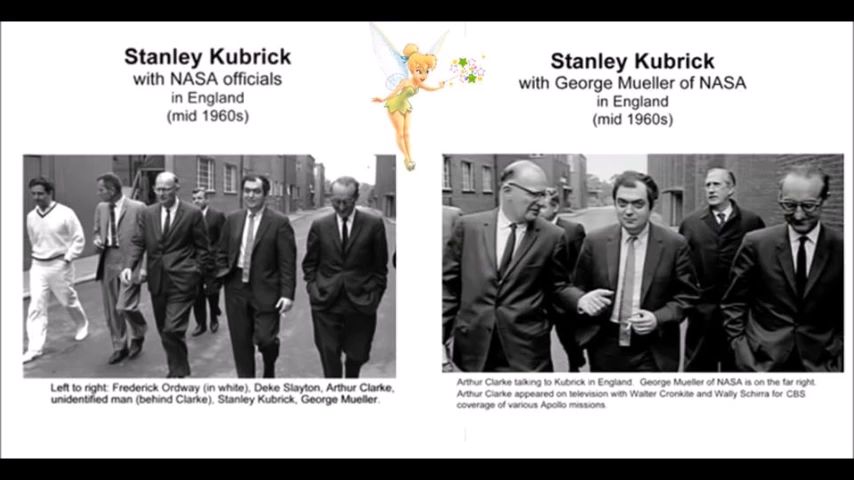 Stanley Kubrick
with NASA officials
in England
(mid 1960s)
Left to right: Frederick Ordway (in white), Deke Slayton, Arthur Clarke,
unidentified man (behind Clarke), Stanley Kubrick, George Mueller.
Stanley Kubrick
with George Mueller of NASA
in England
(mid 1960s)
Arthur Clarke talking to Kubrick in England. George Mueller of NASA is on the far right.
Arthur Clarke appeared on television with Walter Cronkite and Wally Schirra for CBS
coverage of various Apollo missions.